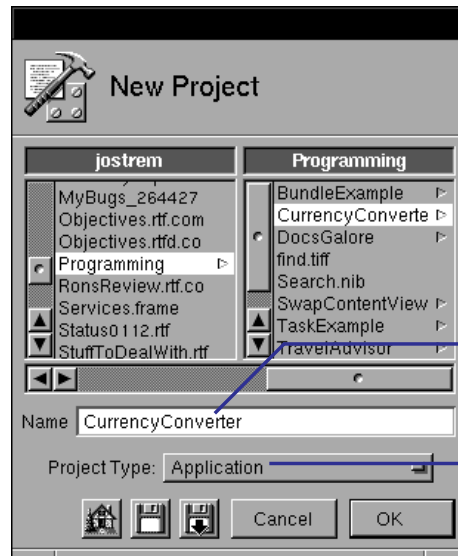 New Project
jostrem
MyBugs_264427
Objectives.rtf.com
Objectives.rtfd.co
Programming
RonsReview.rtf.co
Services.frame
Status0112.rtf
StuffToDealWith.rtf
Programming
BundleExample
CurrencyConverte
DocsGalore
find.tiff
Search.nib
SwapContentView
TaskExample
TravelAdvisor
Name CurrencyConverter
Project Type: Application
Cancel OK